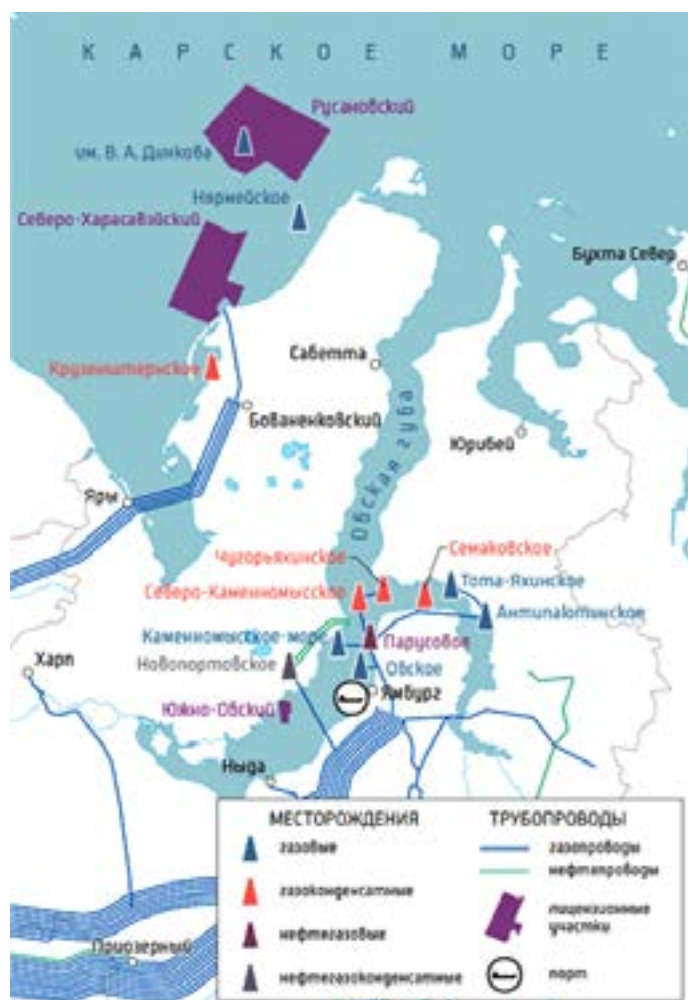 КАРСКОЕ МОРЕ
Русановский
им. В. А. Динкова
Нярмейское
Северо-Харасавэйский
Бухта Север
Сабетта
Крузенштернское
Бованенковский
Обская губа
Юрибей
Яры
Чугорьяхинское
Семаковское
Северо-Каменномысское
Тота-Яхинское
Антипаютинское
Каменномысское море
Парусовое
Харп
Новопортовское
Обское
Ямбург
Южно-Обский
Ныда
МЕСТОРОЖДЕНИЯ
газовые
газоконденсатные
нефтегазовые
нефтегазоконденсатные
ТРУБОПРОВОДЫ
газопроводы
нефтепроводы
лицензионные
участки
порт
Приозерный